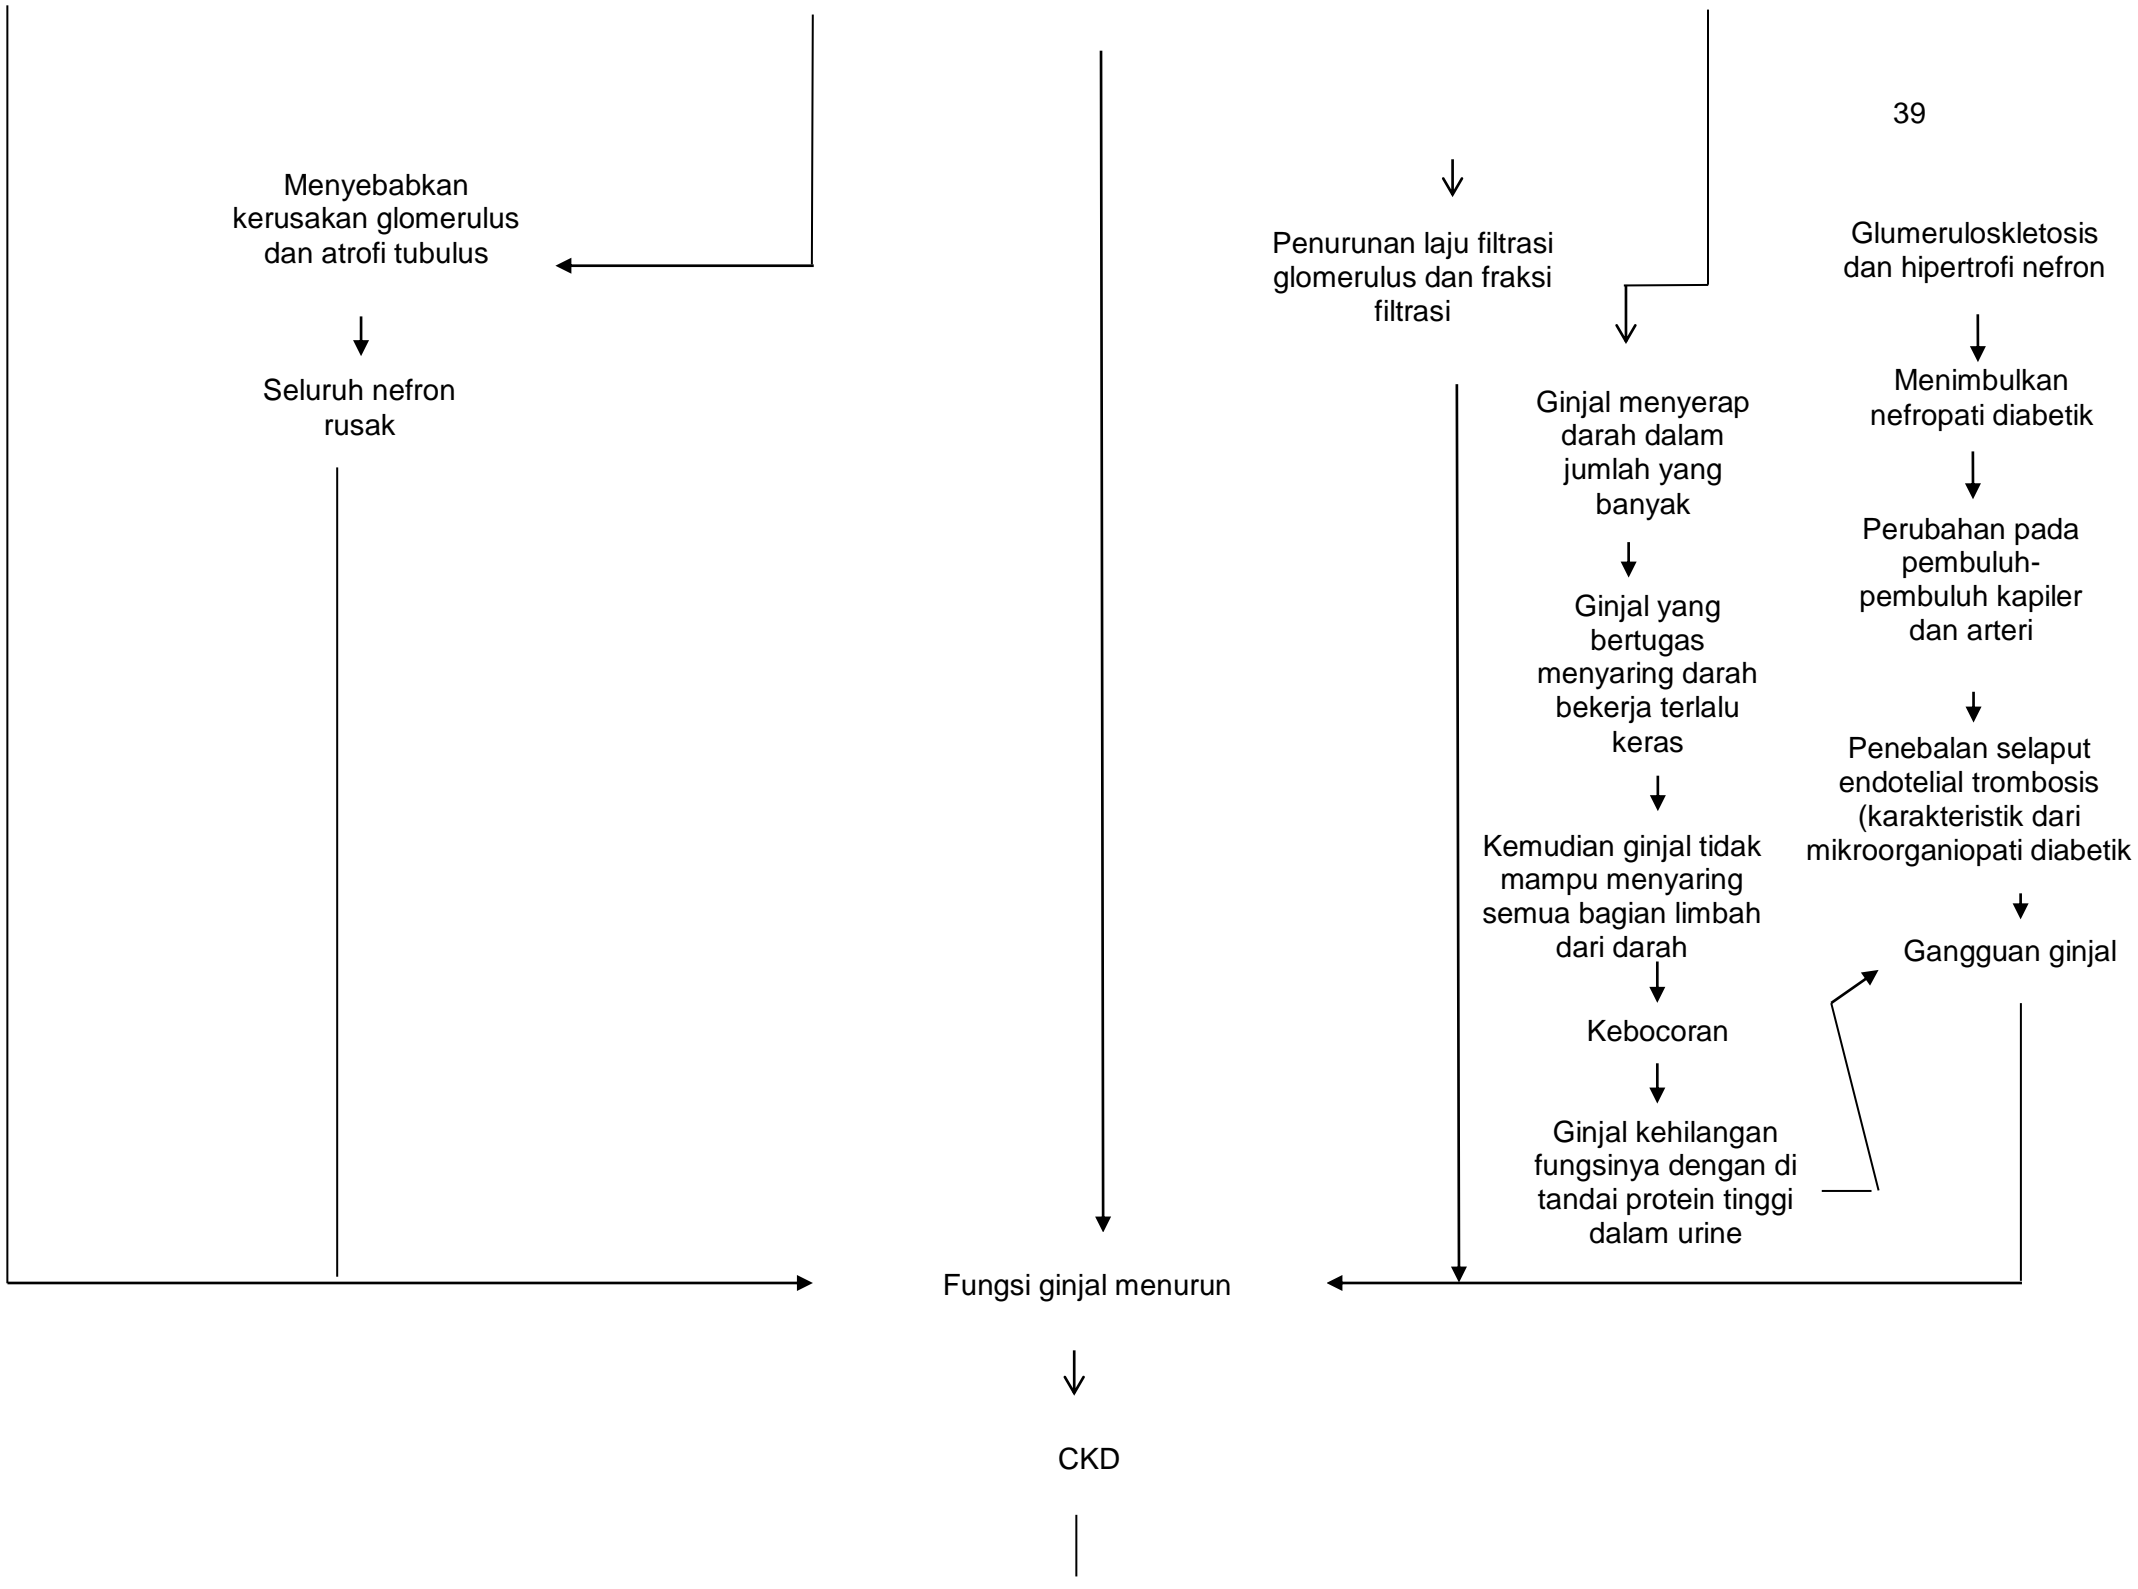 39
Menyebabkan
kerusakan glomerulus
dan atrofi tubulus
Seluruh nefron
rusak
Penurunan laju filtrasi
glomerulus dan fraksi
filtrasi
Ginjal menyerap
darah dalam
jumlah yang
banyak
Ginjal yang
bertugas
menyaring darah
bekerja terlalu
keras
Kemudian ginjal tidak
mampu menyaring
semua bagian limbah
dari darah
Kebocoran
Ginjal kehilangan
fungsinya dengan di
tandai protein tinggi
dalam urine
Glumeruloskletosis
dan hipertrofi nefron
Menimbulkan
nefropati diabetik
Perubahan pada
pembuluh-
pembuluh kapiler
dan arteri
Penebalan selaput
endotelial trombosis
(karakteristik dari
mikroorganiopati diabetik
Gangguan ginjal
Fungsi ginjal menurun
CKD